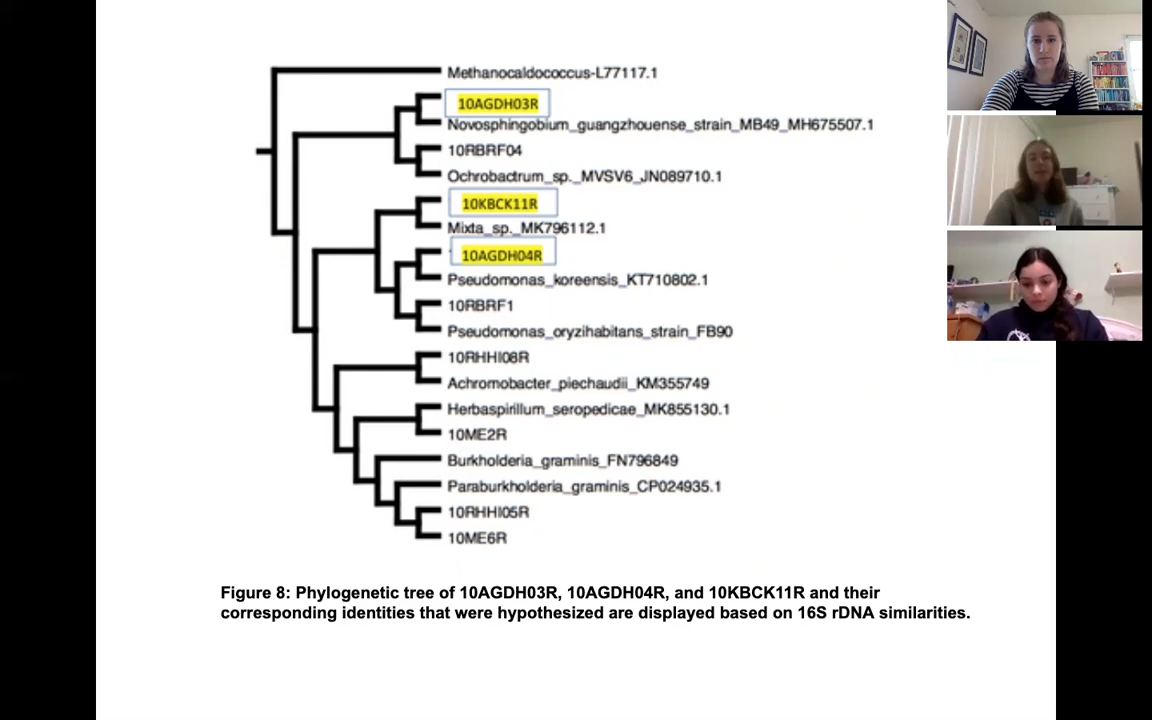 Methanocaldococcus-L77117.1
10AGDH03R
Novosphingobium_guangzhouense_strain_MB49_MH675507.1
10RBRF04
Ochrobactrum_sp._MVSV6_JN089710.1
10KBCK11R
Mixta_sp._MK796112.1
10AGDH04R
Pseudomonas_koreensis_KT710802.1
10RBRF1
Pseudomonas_oryzihabitans_strain_FB90
10RHHI08R
Achromobacter_piechaudii_KM355749
Herbaspirillum_seropedicae_MK855130.1
10ME2R
Burkholderia_graminis_FN796849
Paraburkholderia_graminis_CP024935.1
10RHHI05R
10ME6R
Figure 8: Phylogenetic tree of 10AGDH03R, 10AGDH04R, and 10KBCK11R and their
corresponding identities that were hypothesized are displayed based on 16S rDNA similarities.